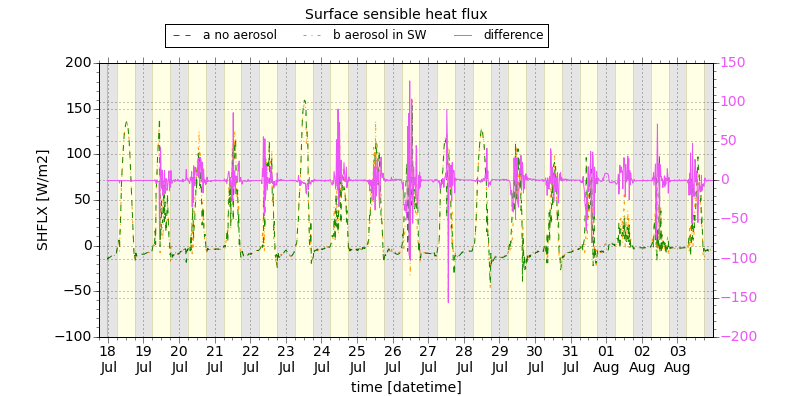 Surface sensible heat flux
a no aerosol b aerosol in SW difference
200
150
100
50
0
−50
−100
SHFLX [W/m2]
150
100
50
0
−50
−100
−150
−200
18 19 20 21 22 23 24 25 26 27 28 29 30 31 01 02 03
Jul Jul Jul Jul Jul Jul Jul Jul Jul Jul Jul Jul Jul Jul Aug Aug Aug
time [datetime]